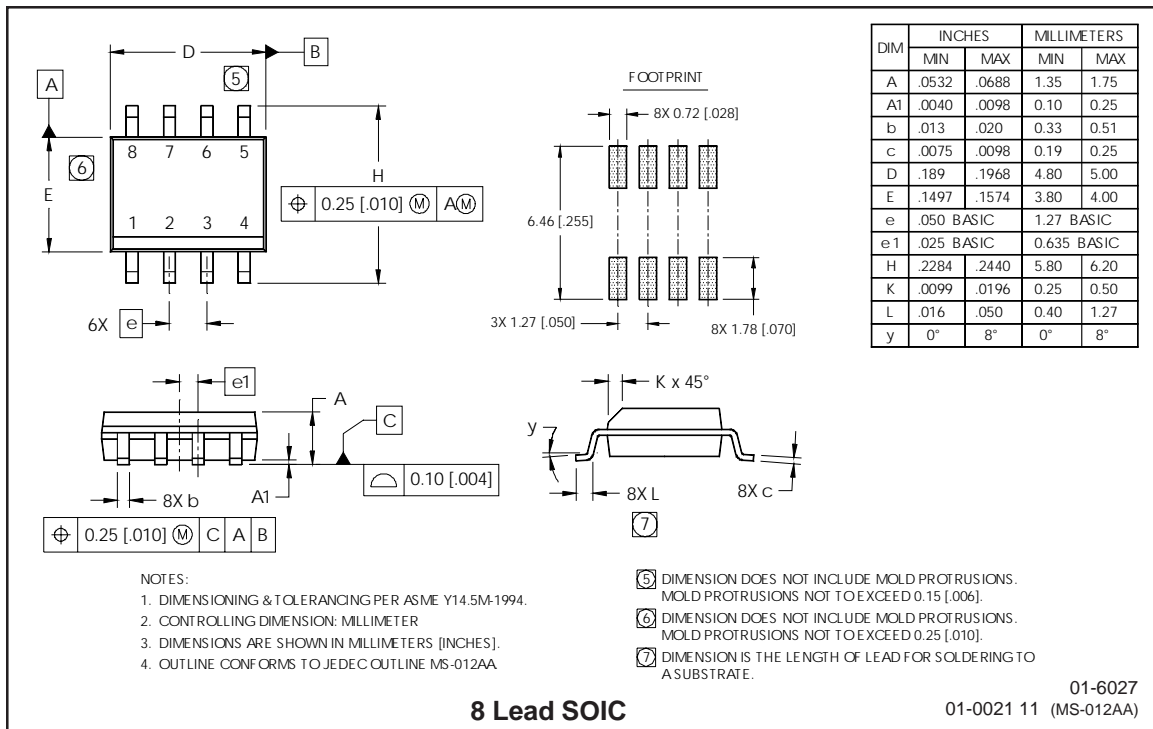 D
B
5
A
8 7 6 5
6
E
H
⌖ 0.25 [.010] Ⓜ AⓂ
1 2 3 4
6X e
FOOTPRINT
8X 0.72 [.028]
6.46 [.255]
3X 1.27 [.050]
8X 1.78 [.070]
DIM INCHES MILLIMETERS
MIN MAX MIN MAX
A .0532 .0688 1.35 1.75
A1 .0040 .0098 0.10 0.25
b .013 .020 0.33 0.51
c .0075 .0098 0.19 0.25
D .189 .1968 4.80 5.00
E .1497 .1574 3.80 4.00
e .050 BASIC 1.27 BASIC
e1 .025 BASIC 0.635 BASIC
H .2284 .2440 5.80 6.20
K .0099 .0196 0.25 0.50
L .016 .050 0.40 1.27
y 0° 8° 0° 8°
e1
A
C
⌓ 0.10 [.004]
8X b
A1
⌖ 0.25 [.010] Ⓜ C A B
K x 45°
y
8X L
8X c
7
NOTES:
1. DIMENSIONING & TOLERANCING PER ASME Y14.5M-1994.
2. CONTROLLING DIMENSION: MILLIMETER
3. DIMENSIONS ARE SHOWN IN MILLIMETERS [INCHES].
4. OUTLINE CONFORMS TO JEDEC OUTLINE MS-012AA.
5 DIMENSION DOES NOT INCLUDE MOLD PROTRUSIONS.
MOLD PROTRUSIONS NOT TO EXCEED 0.15 [.006].
6 DIMENSION DOES NOT INCLUDE MOLD PROTRUSIONS.
MOLD PROTRUSIONS NOT TO EXCEED 0.25 [.010].
7 DIMENSION IS THE LENGTH OF LEAD FOR SOLDERING TO
A SUBSTRATE.
8 Lead SOIC
01-6027
01-0021 11 (MS-012AA)